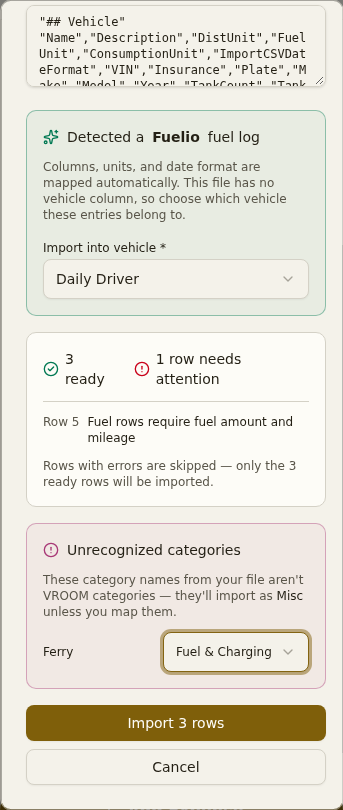 "## Vehicle"
"Name","Description","DistUnit","Fuel
Unit","ConsumptionUnit","ImportCSVDat
eFormat","VIN","Insurance","Plate","M
ake","Model","Year","TankCount","Tank
Detected a Fuelio fuel log
Columns, units, and date format are
mapped automatically. This file has no
vehicle column, so choose which vehicle
these entries belong to.
Import into vehicle *
Daily Driver
3
ready
1 row needs
attention
Row 5 Fuel rows require fuel amount and
mileage
Rows with errors are skipped — only the 3
ready rows will be imported.
Unrecognized categories
These category names from your file aren't
VROOM categories — they'll import as Misc
unless you map them.
Ferry
Fuel & Charging
Import 3 rows
Cancel